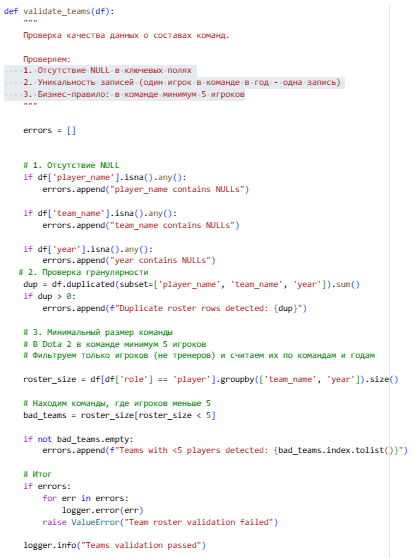 def validate_teams(df):
    """
    Проверка качества данных о составах команд.

    Проверяем:
    1. Отсутствие NULL в ключевых полях
    2. Уникальность записей (один игрок в команде в год - одна запись)
    3. Бизнес-правило: в команде минимум 5 игроков
    """

    errors = []


    # 1. Отсутствие NULL
    if df['player_name'].isna().any():
        errors.append("player_name contains NULLs")

    if df['team_name'].isna().any():
        errors.append("team_name contains NULLs")

    if df['year'].isna().any():
        errors.append("year contains NULLs")
   # 2. Проверка гранулярности
    dup = df.duplicated(subset=['player_name', 'team_name', 'year']).sum()
    if dup > 0:
        errors.append(f"Duplicate roster rows detected: {dup}")

    # 3. Минимальный размер команды
    # В Dota 2 в команде минимум 5 игроков
    # Фильтруем только игроков (не тренеров) и считаем их по командам и годам

    roster_size = df[df['role'] == 'player'].groupby(['team_name', 'year']).size()

    # Находим команды, где игроков меньше 5
    bad_teams = roster_size[roster_size < 5]

    if not bad_teams.empty:
        errors.append(f"Teams with <5 players detected: {bad_teams.index.tolist()}")

    # Итог
    if errors:
        for err in errors:
            logger.error(err)
        raise ValueError("Team roster validation failed")

    logger.info("Teams validation passed")